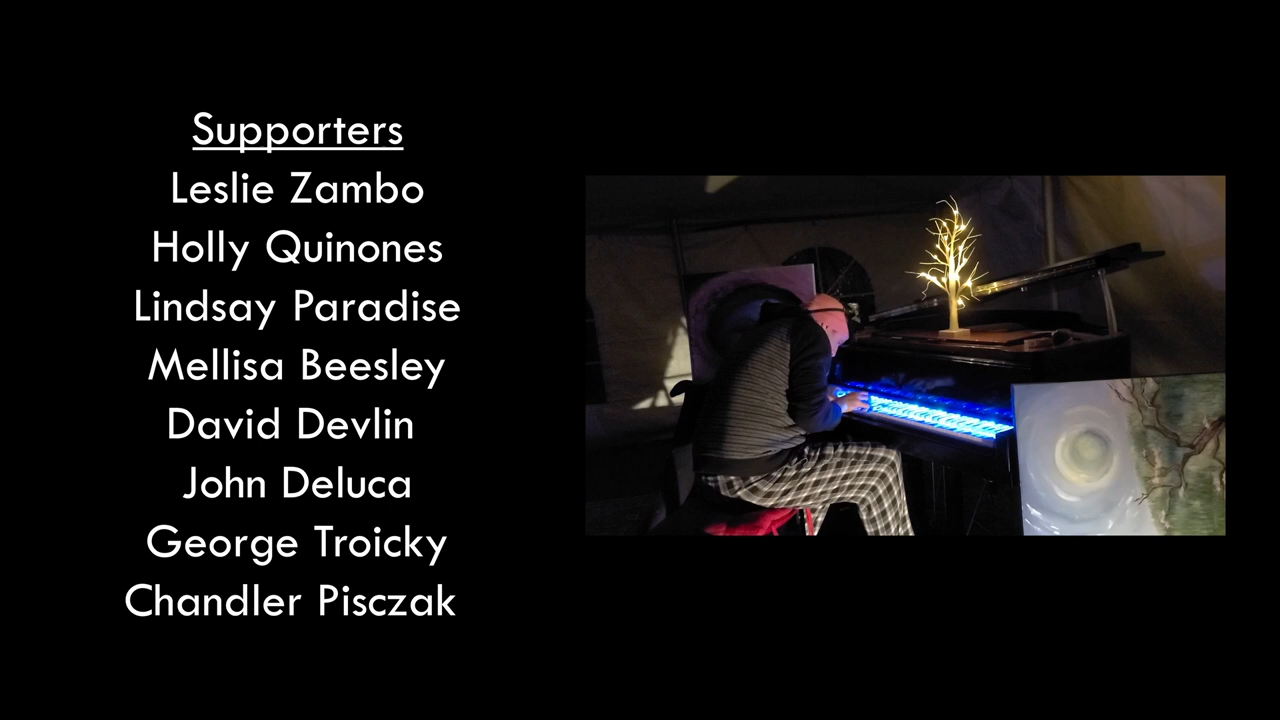 Supporters
Leslie Zambo
Holly Quinones
Lindsay Paradise
Mellisa Beesley
David Devlin
John Deluca
George Troicky
Chandler Pisczak